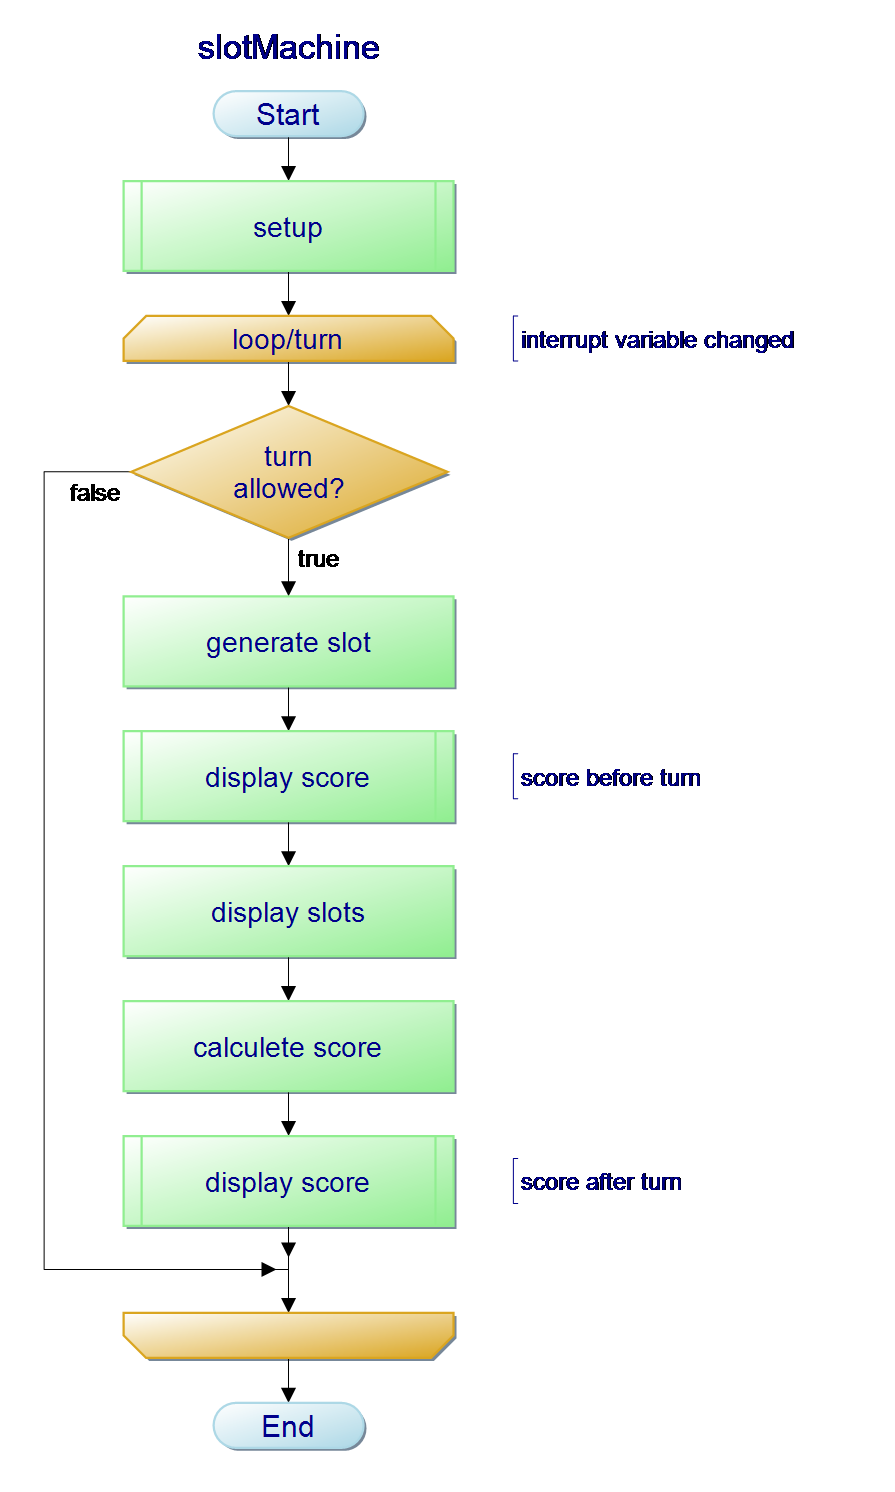 slotMachine
Start
setup
loop/turn
interrupt variable changed
turn
allowed?
false
true
generate slot
display score
score before turn
display slots
calculete score
display score
score after turn
End